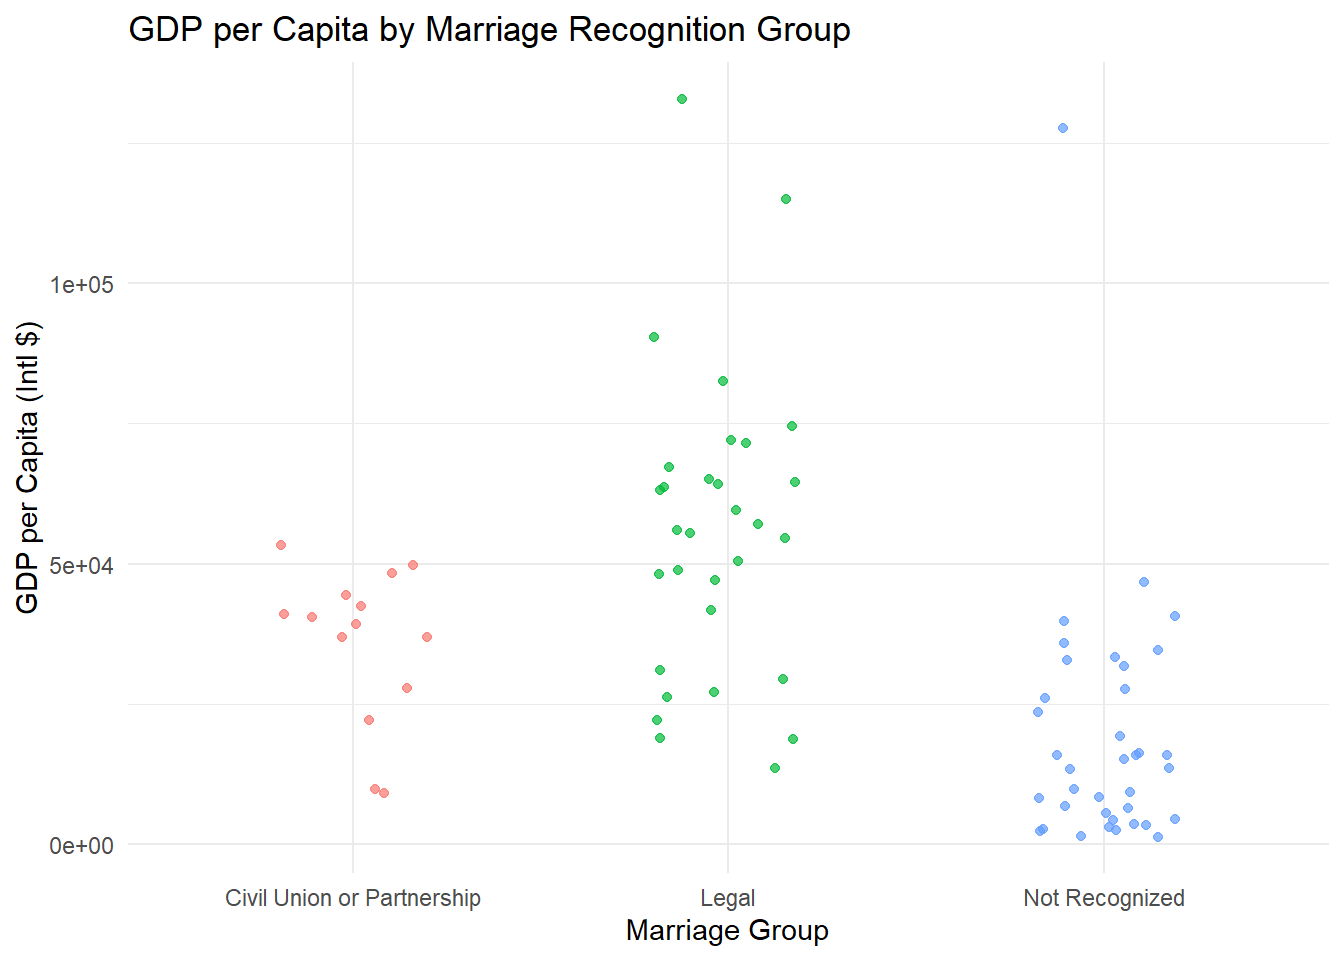 GDP per Capita by Marriage Recognition Group
GDP per Capita (Intl $)
1e+05
5e+04
0e+00
Civil Union or Partnership
Legal
Not Recognized
Marriage Group